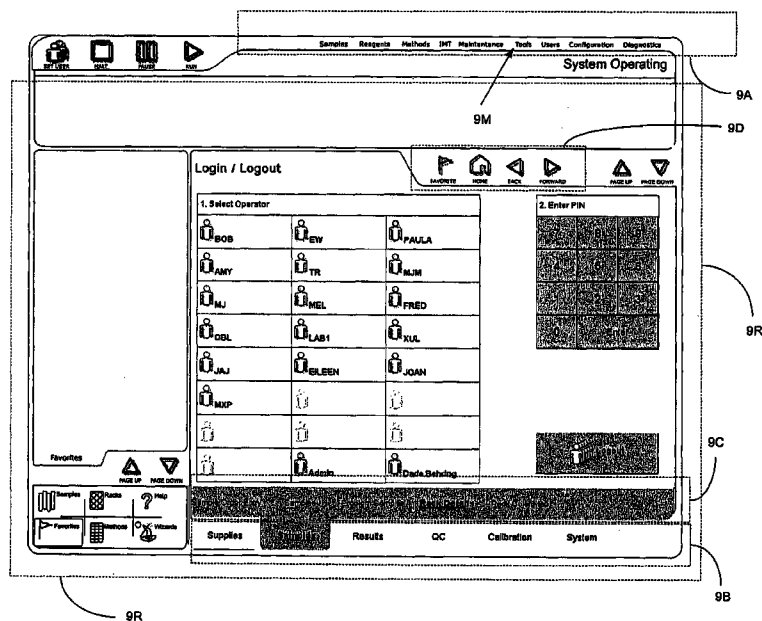 Samples Reagents Methods IMT Maintentance Tools Users Configuration Diagnostics
SET USER HALT PAUSE RUN
System Operating
9A
9M
9D
Login / Logout
FAVORITE HOME BACK FORWARD
PAGE UP PAGE DOWN
1. Select Operator
2. Enter PIN
BOB EW PAULA
AMY TR MJM
MJ MEL FRED
DBL LAB1 XUL
JAJ EILEEN JOAN
MXP
Admin Dade Behring
9R
9C
Favorites
PAGE UP PAGE DOWN
Samples Racks Help
Favorites Methods Wizards
Supplies
Results QC Calibration System
9B
9R